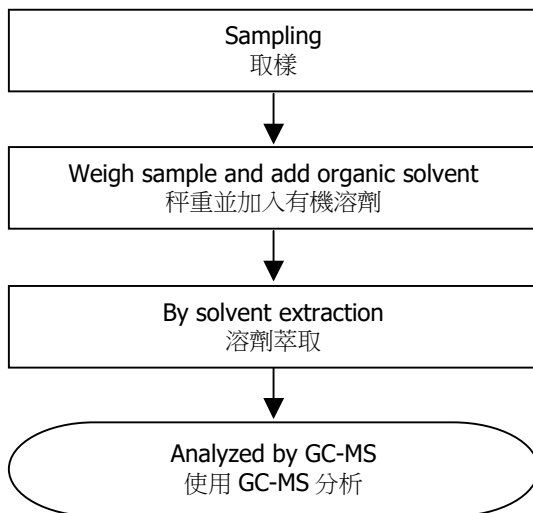 Sampling
取樣
Weigh sample and add organic solvent
秤重並加入有機溶劑
By solvent extraction
溶劑萃取
Analyzed by GC-MS
使用 GC-MS 分析